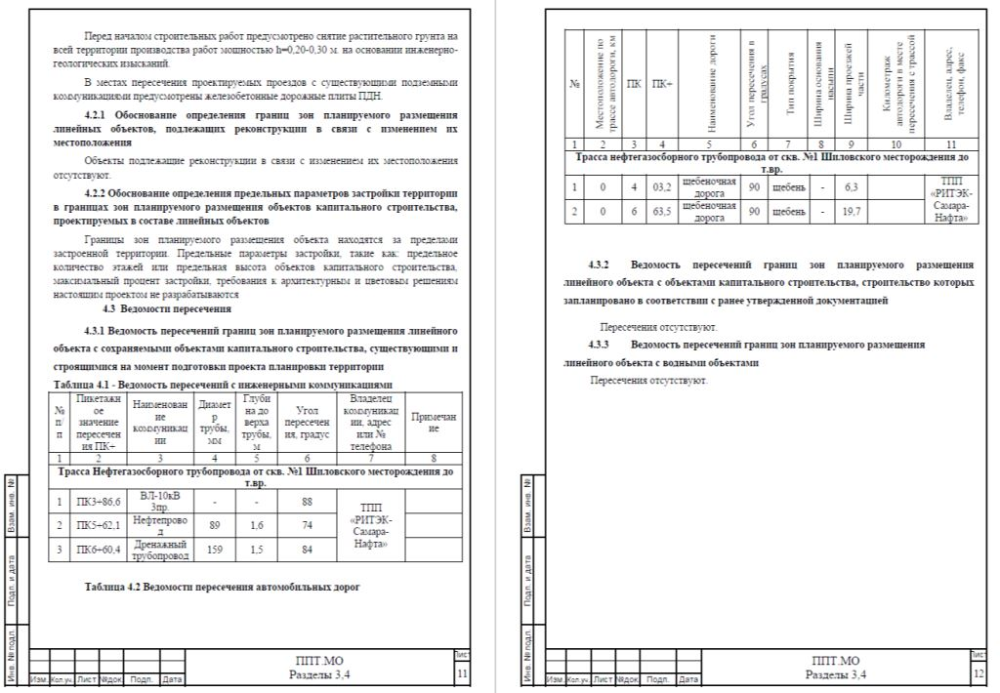 Перед началом строительных работ предусмотрено снятие растительного грунта на
всей территории производства работ мощностью h=0,20-0,30 м. на основании инженерно-
геологических изысканий.
В местах пересечения проектируемых проездов с существующими подземными
коммуникациями предусмотрены железобетонные дорожные плиты ПДН.
4.2.1 Обоснование определения границ зон планируемого размещения
линейных объектов, подлежащих реконструкции в связи с изменением их
местоположения
Объекты подлежащие реконструкции в связи с изменением их местоположения
отсутствуют.
4.2.2 Обоснование определения предельных параметров застройки территории
в границах зон планируемого размещения объектов капитального строительства,
проектируемых в составе линейных объектов
Границы зон планируемого размещения объекта находятся за пределами
застроенной территории. Предельные параметры застройки, такие как: предельное
количество этажей или предельная высота объектов капитального строительства,
максимальный процент застройки, требования к архитектурным и цветовым решениям
настоящим проектом не разрабатываются
4.3 Ведомости пересечения
4.3.1 Ведомость пересечений границ зон планируемого размещения линейного
объекта с сохраняемыми объектами капитального строительства, существующими и
строящимися на момент подготовки проекта планировки территории
Таблица 4.1 - Ведомость пересечений с инженерными коммуникациями
№ п/п
Пикетажное значение пересечения ПК+
Наименование коммуникации
Диаметр трубы, мм
Глубина до верха трубы, м
Угол пересечения, градус
Владелец коммуникации, адрес или № телефона
Примечание
1 2 3 4 5 6 7 8
Трасса Нефтегазосборного трубопровода от скв. №1 Шиловского месторождения до
т.вр.
1 ПК3+86,6 ВЛ-10кВ 3пр. - - 88
2 ПК5+62,1 Нефтепровод 89 1,6 74
3 ПК6+60,4 Дренажный трубопровод 159 1,5 84
ТПП
«РИТЭК-
Самара-
Нафта»
Таблица 4.2 Ведомости пересечения автомобильных дорог
Взам. инв. №
Подп. и дата
Инв. № подл.
Изм. Кол.уч. Лист №док Подп. Дата
ППТ.МО
Разделы 3,4
Лист
11
№
Местоположение по трассе автодороги, км
ПК
ПК+
Наименование дороги
Угол пересечения в градусах
Тип покрытия
Ширина основания насыпи
Ширина проезжей части
Километраж автодороги в месте пересечения с трассой
Владелец, адрес, телефон, факс
1 2 3 4 5 6 7 8 9 10 11
Трасса нефтегазосборного трубопровода от скв. №1 Шиловского месторождения до
т.вр.
1 0 4 03,2 щебеночная дорога 90 щебень - 6,3
2 0 6 63,5 щебеночная дорога 90 щебень - 19,7
ТПП
«РИТЭК-
Самара-
Нафта»
4.3.2 Ведомость пересечений границ зон планируемого размещения
линейного объекта с объектами капитального строительства, строительство которых
запланировано в соответствии с ранее утвержденной документацией
Пересечения отсутствуют.
4.3.3 Ведомость пересечений границ зон планируемого размещения
линейного объекта с водными объектами
Пересечения отсутствуют.
Взам. инв. №
Подп. и дата
Инв. № подл.
Изм. Кол.уч. Лист №док Подп. Дата
ППТ.МО
Разделы 3,4
Лист
12